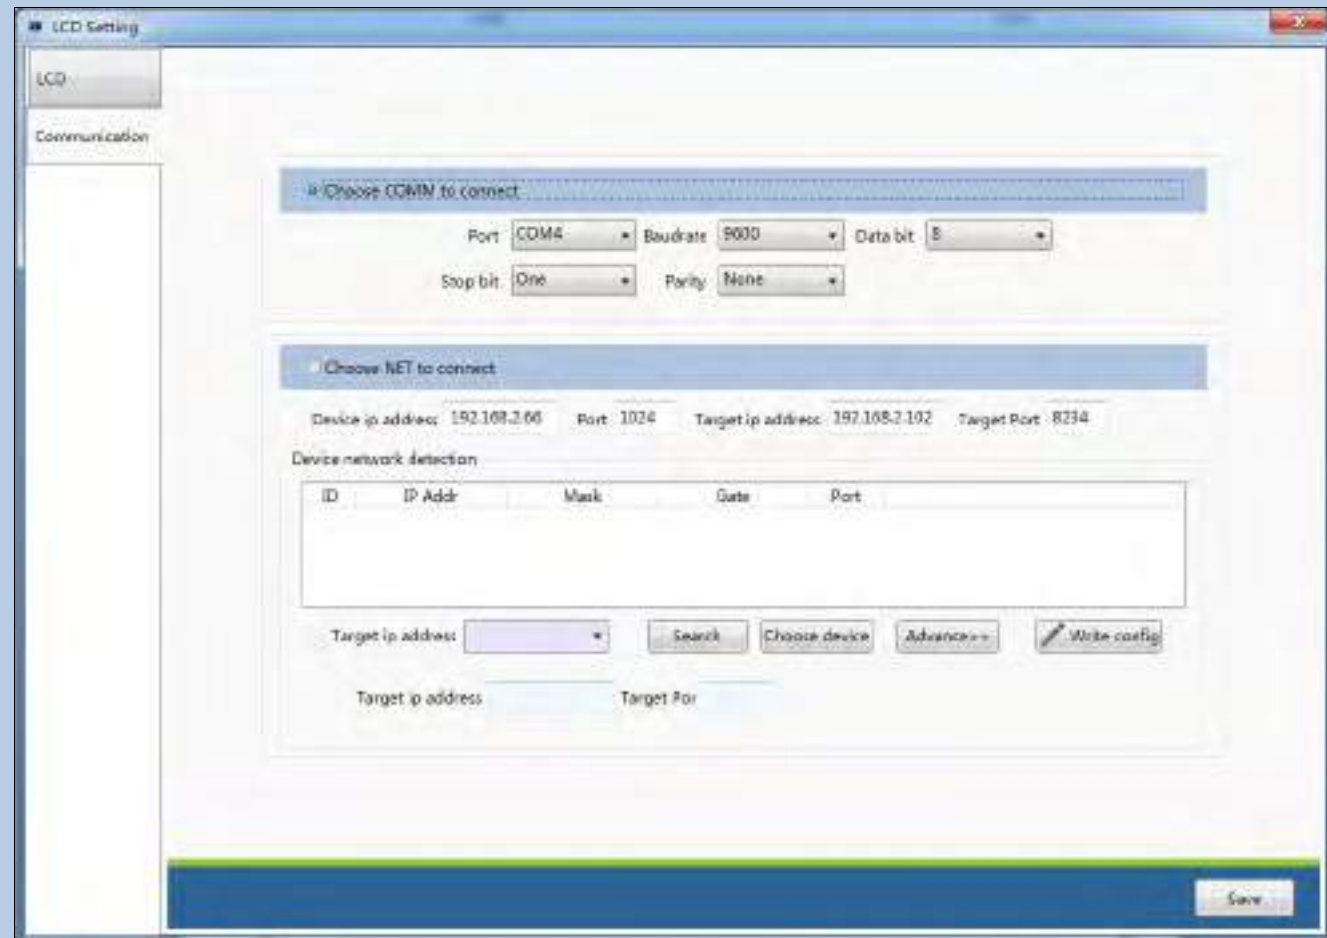 LCD Setting
LCD
Communication
Choose COMM to connect
Port COM4 Baudrate 9600 Data bit 8
Stop bit One Parity None
Choose NET to connect
Device ip address 192.168.2.66 Port 1024 Target ip address 192.168.2.102 Target Port 8234
Device network detection
ID IP Addr Mask Gate Port
Target ip address Search Choose device Advance>> Write config
Target ip address Target Por
Save